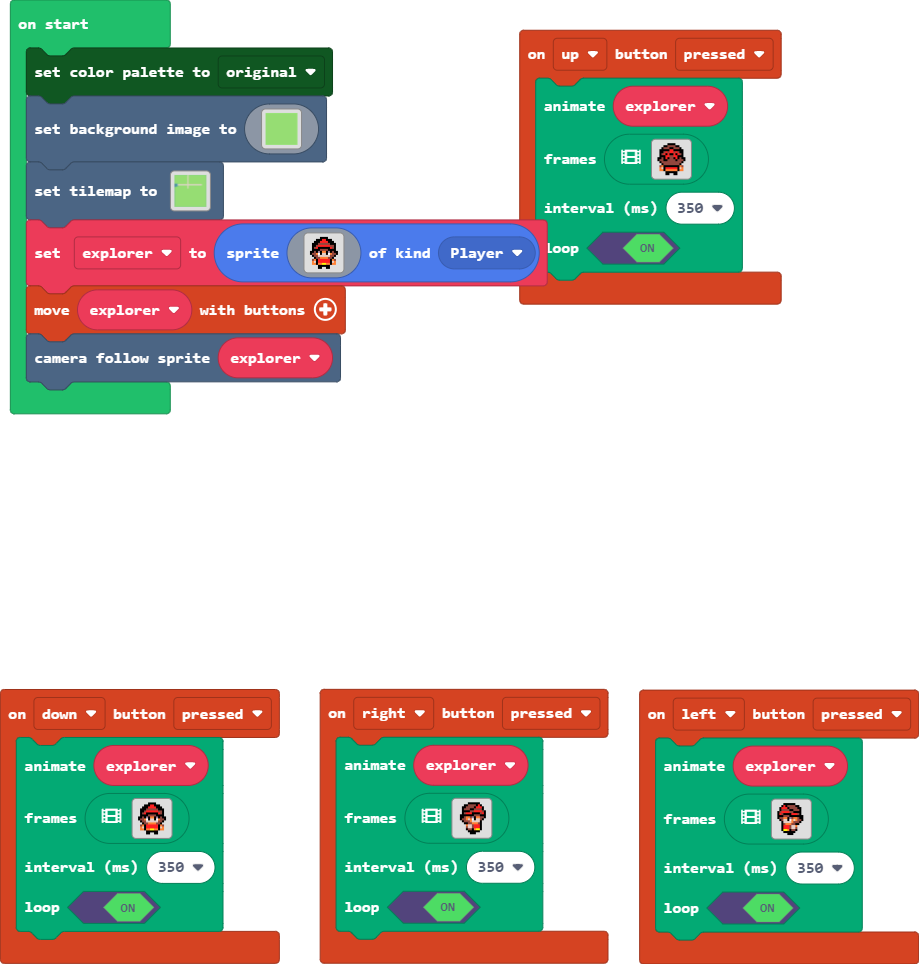 on start
set color palette to original
set background image to
set tilemap to
set explorer to sprite of kind Player
move explorer with buttons
camera follow sprite explorer
on up button pressed
animate explorer
frames
interval (ms) 350
loop ON
on down button pressed
animate explorer
frames
interval (ms) 350
loop ON
on right button pressed
animate explorer
frames
interval (ms) 350
loop ON
on left button pressed
animate explorer
frames
interval (ms) 350
loop ON